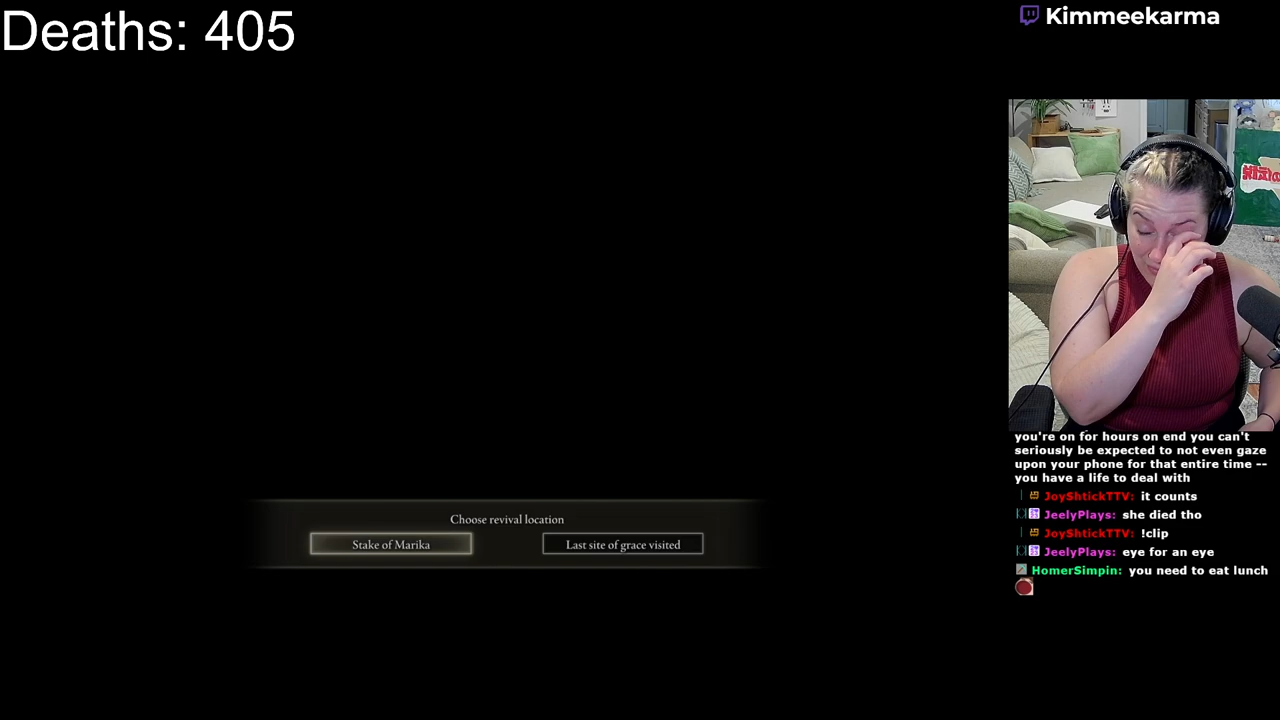 Deaths: 405
Kimmeekarma
you're on for hours on end you can't
seriously be expected to not even gaze
upon your phone for that entire time --
you have a life to deal with
JoyShtickTTV: it counts
JeelyPlays: she died tho
JoyShtickTTV: !clip
JeelyPlays: eye for an eye
HomerSimpin: you need to eat lunch
Choose revival location
Stake of Marika
Last site of grace visited